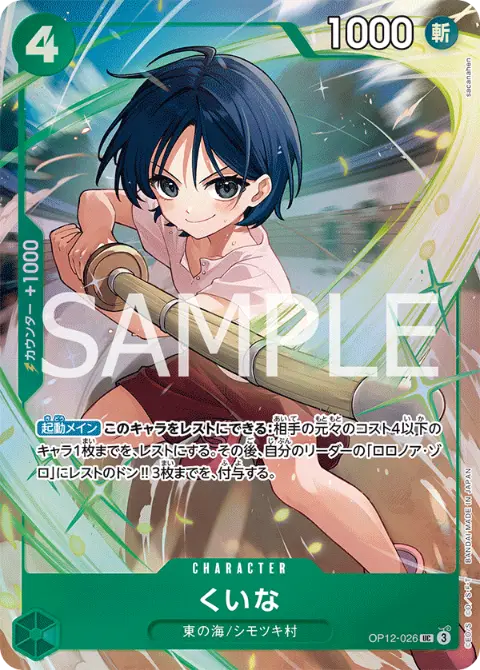 4
1000
斬
sacanahen
カウンター +1000
SAMPLE
起動メイン このキャラをレストにできる:相手の元々のコスト4以下の
キャラ1枚までを、レストにする。その後、自分のリーダーの「ロロノア・ゾ
ロ」にレストのドン!!3枚までを、付与する。
CHARACTER
くいな
東の海/シモツキ村
OP12-026 UC 3
BANDAI MADE IN JAPAN